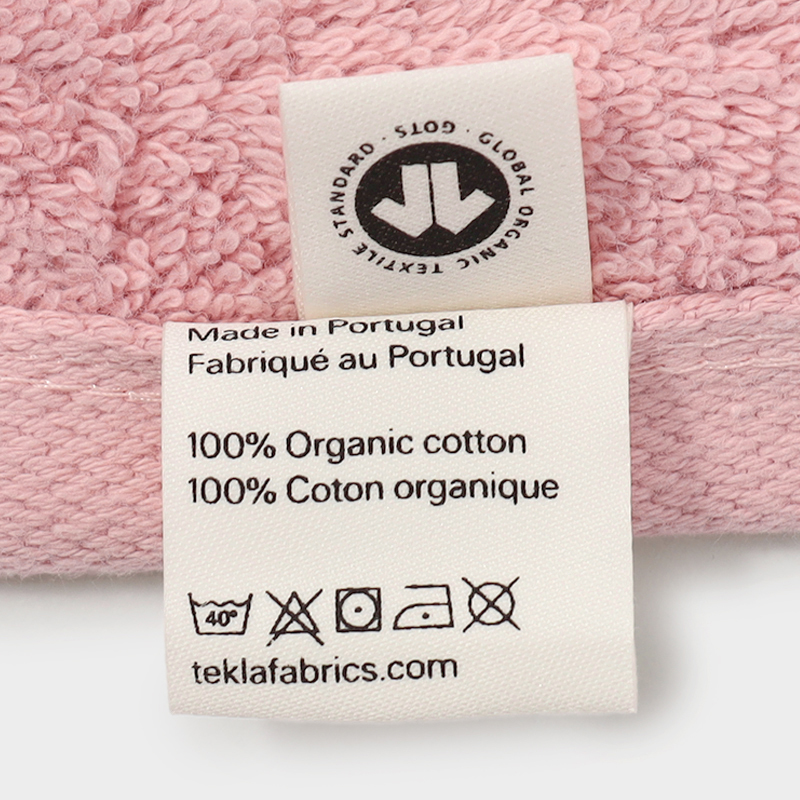 GOTS · GLOBAL ORGANIC TEXTILE STANDARD ·
Made in Portugal
Fabriqué au Portugal
100% Organic cotton
100% Coton organique
40°
teklafabrics.com